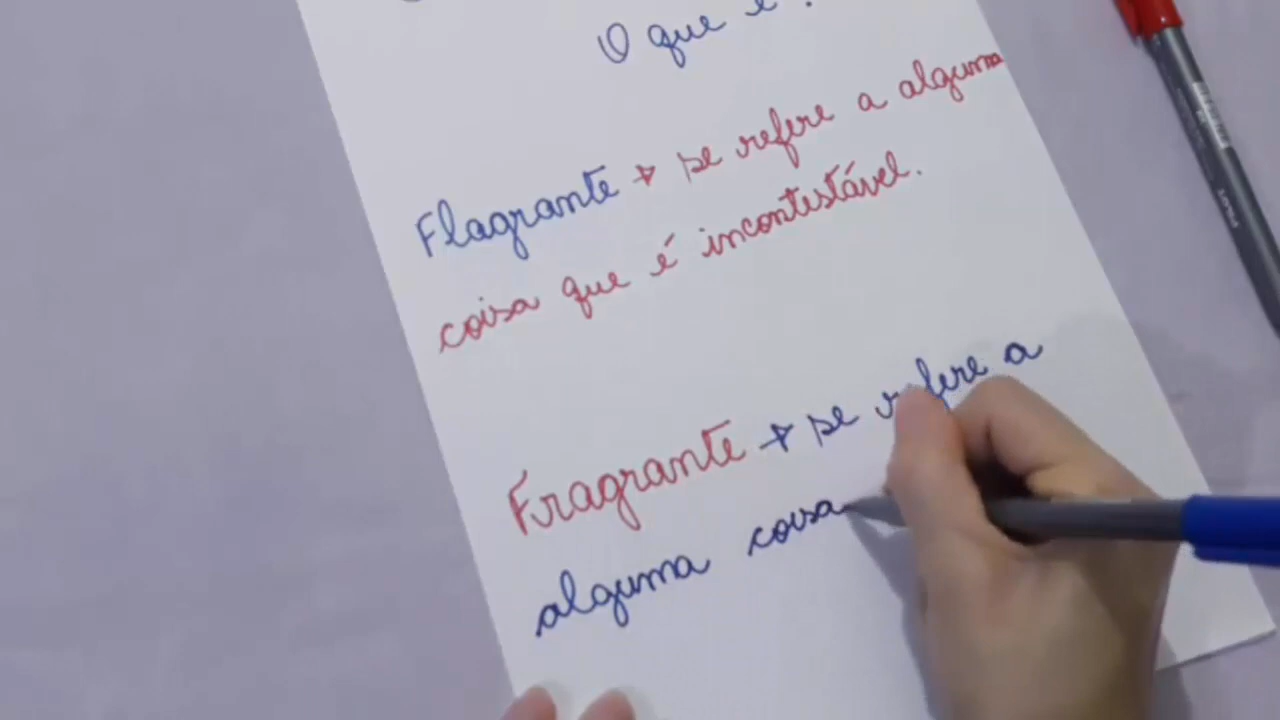 O que é?
Flagrante → se refere a alguma
coisa que é incontestável.
Fragrante → se refere a
alguma coisa